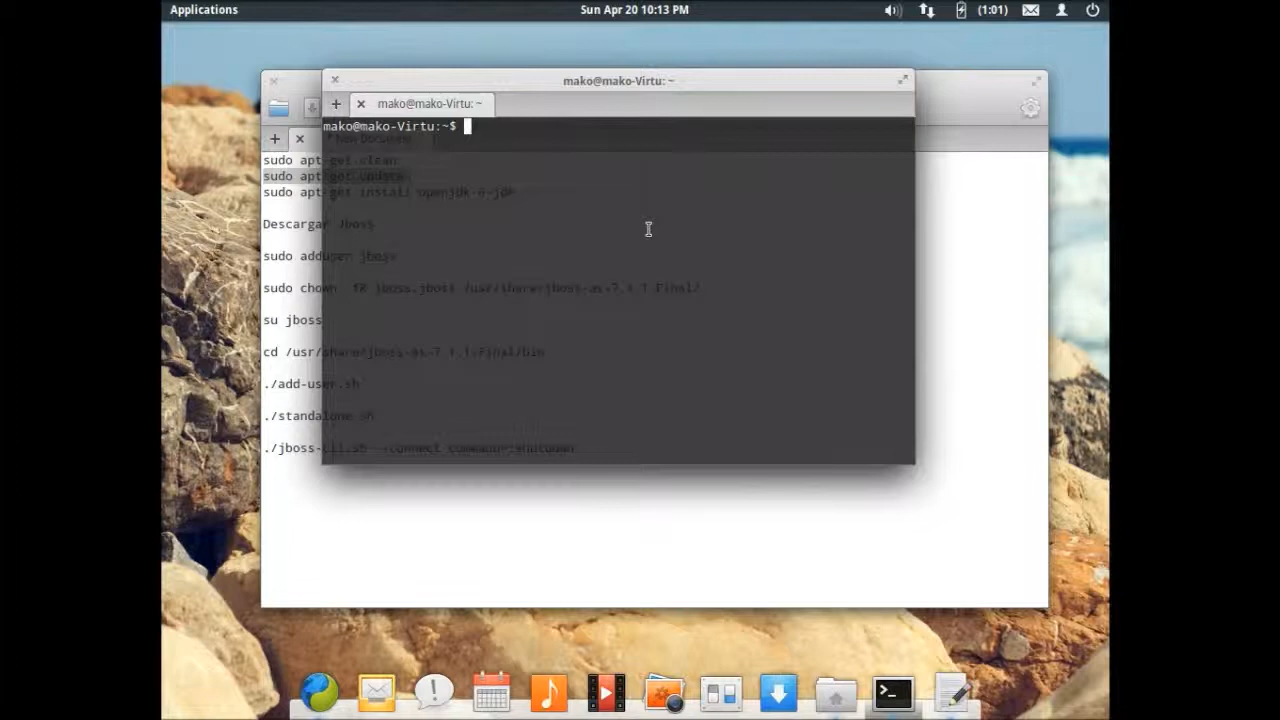 Applications
Sun Apr 20 10:13 PM
(1:01)
mako@mako-Virtu: ~
mako@mako-Virtu: ~
mako@mako-Virtu:~$
sudo apt-get clean
sudo apt-get update
sudo apt-get install openjdk-6-jdk
Descargar Jboss
sudo adduser jboss
sudo chown -fR jboss.jboss /usr/share/jboss-as-7.1.1.Final/
su jboss
cd /usr/share/jboss-as-7.1.1.Final/bin
./add-user.sh
./standalone.sh
./jboss-cli.sh --connect command=:shutdown